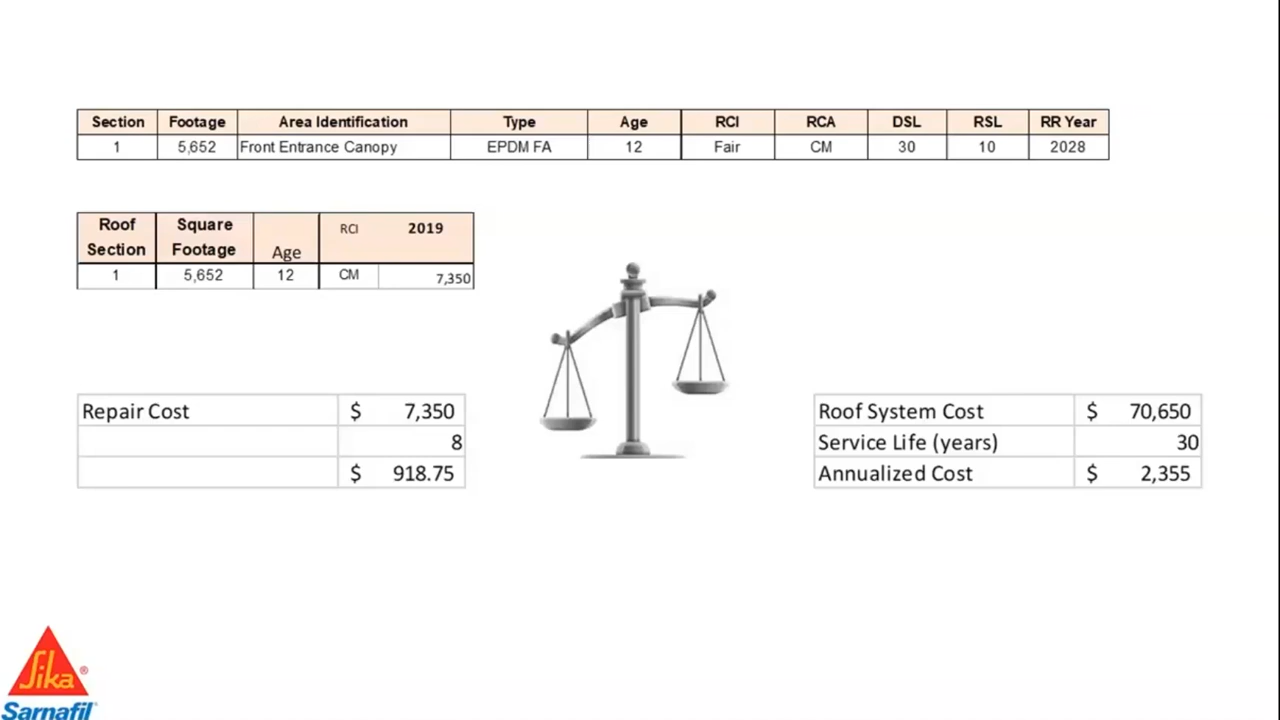 Section Footage Area Identification Type Age RCI RCA DSL RSL RR Year
1 5,652 Front Entrance Canopy EPDM FA 12 Fair CM 30 10 2028
Roof Square RCI 2019
Section Footage Age
1 5,652 12 CM 7,350
Repair Cost $ 7,350
8
$ 918.75
Roof System Cost $ 70,650
Service Life (years) 30
Annualized Cost $ 2,355
Sika®
Sarnafil